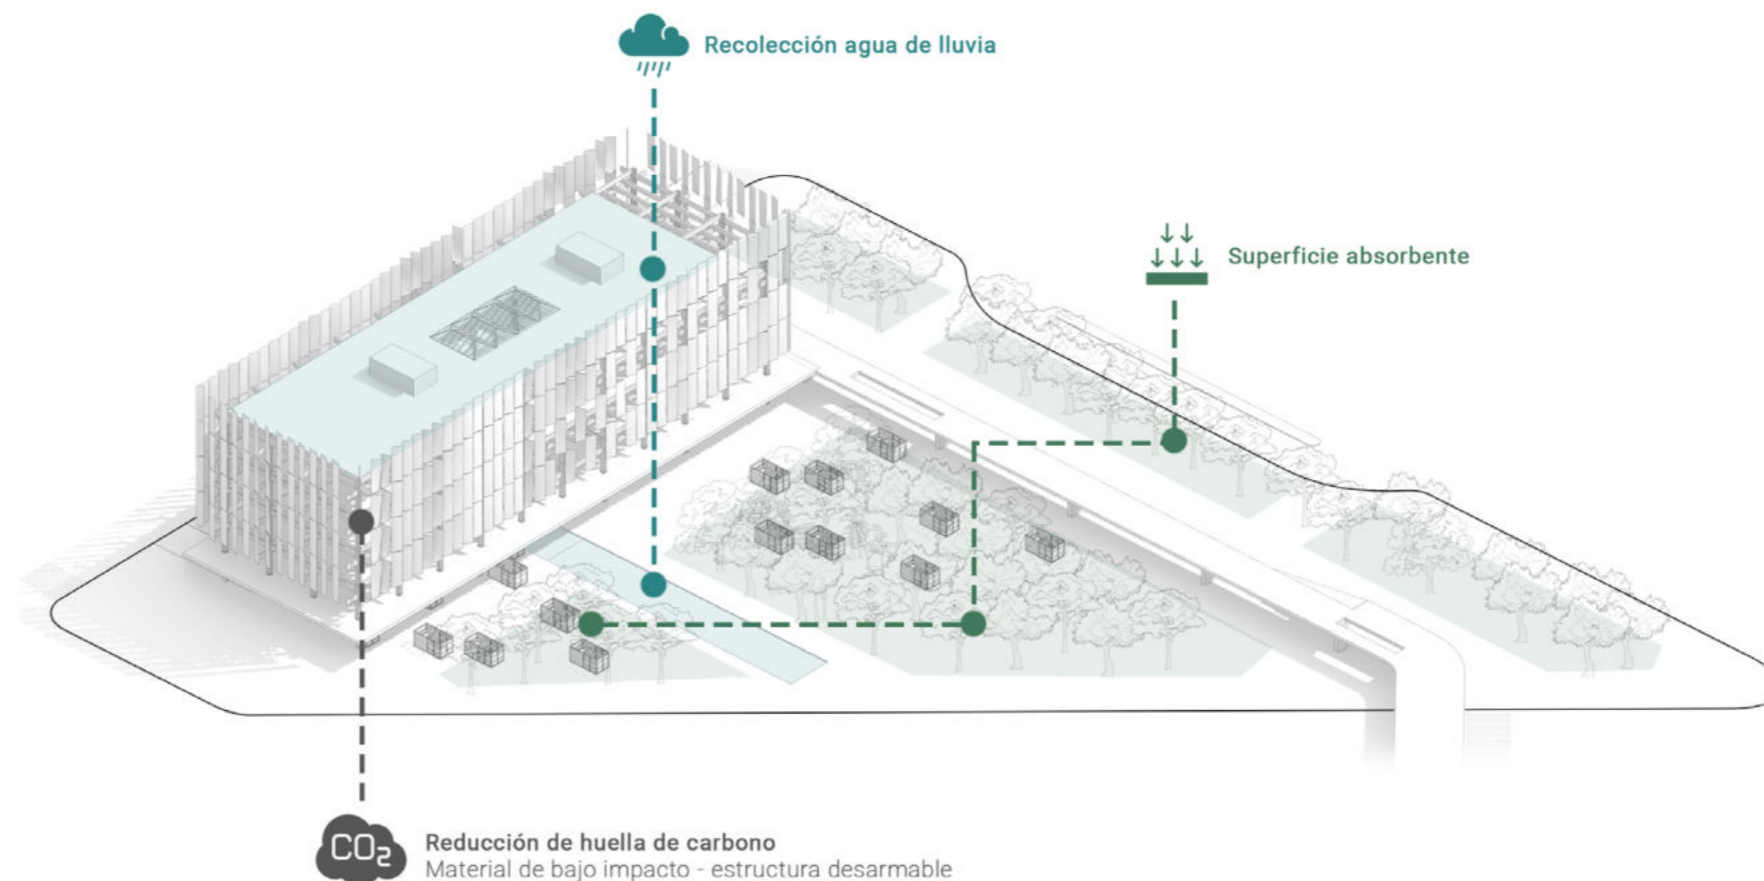 Recolección agua de lluvia
Superficie absorbente
CO2
Reducción de huella de carbono
Material de bajo impacto - estructura desarmable